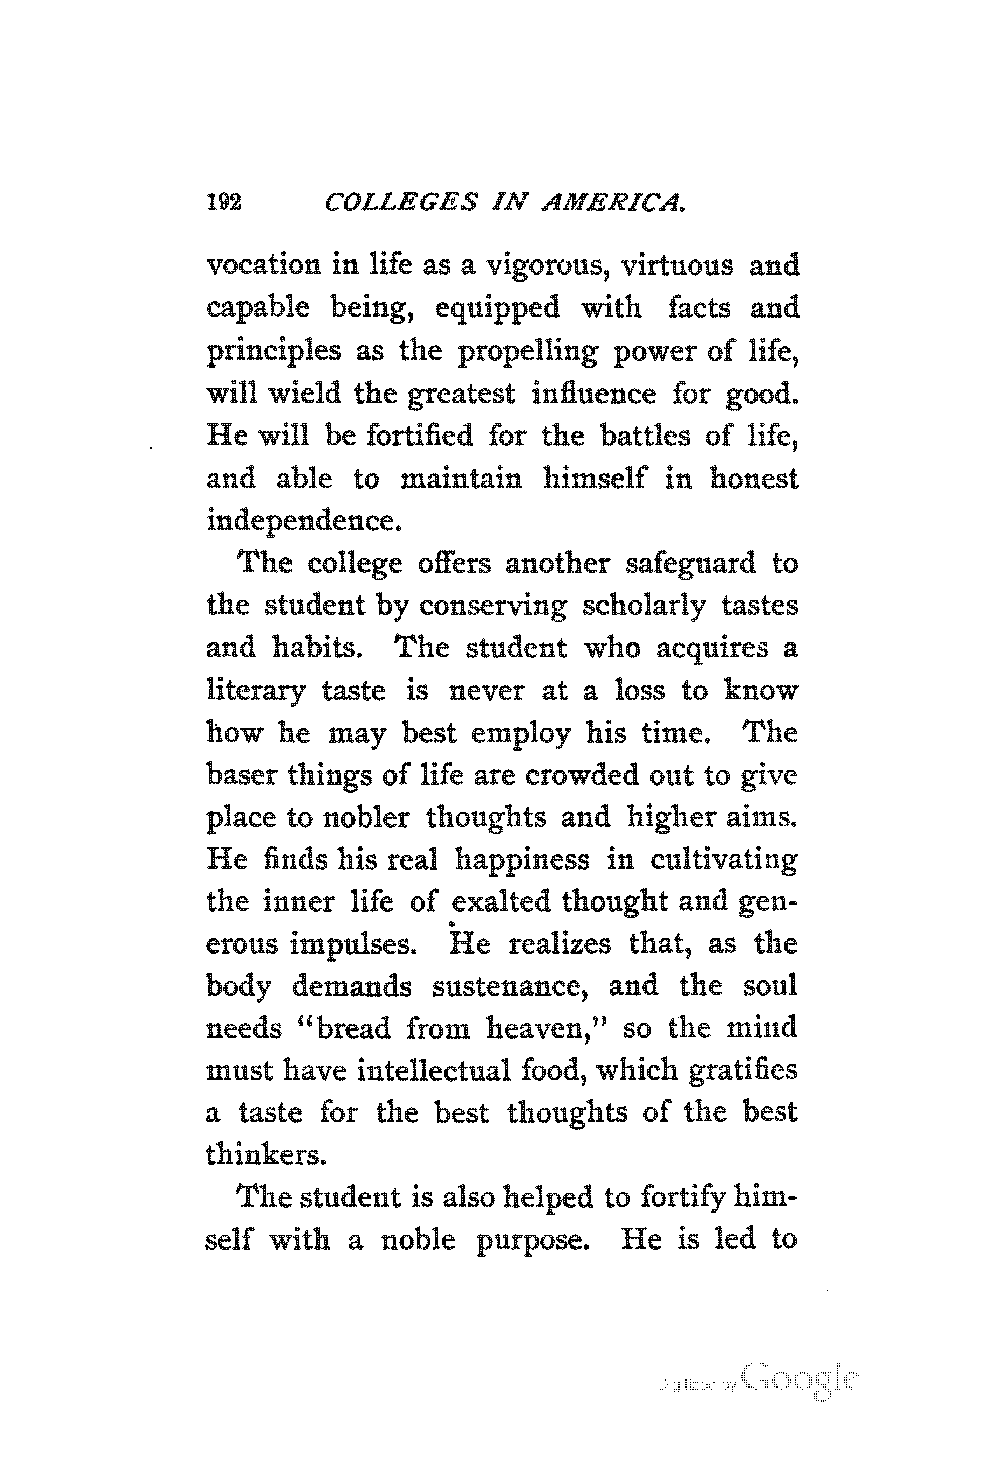 192 COLLEGES IN AMERICA.
vocation in life as a vigorous, virtuous and
capable being, equipped with facts and
principles as the propelling power of life,
will wield the greatest influence for good.
He will be fortified for the battles of life,
and able to maintain himself in honest
independence.
The college offers another safeguard to
the student by conserving scholarly tastes
and habits. The student who acquires a
literary taste is never at a loss to know
how he may best employ his time. The
baser things of life are crowded out to give
place to nobler thoughts and higher aims.
He finds his real happiness in cultivating
the inner life of exalted thought and gen-
erous impulses. He realizes that, as the
body demands sustenance, and the soul
needs “bread from heaven,” so the mind
must have intellectual food, which gratifies
a taste for the best thoughts of the best
thinkers.
The student is also helped to fortify him-
self with a noble purpose. He is led to
Digitized by Google